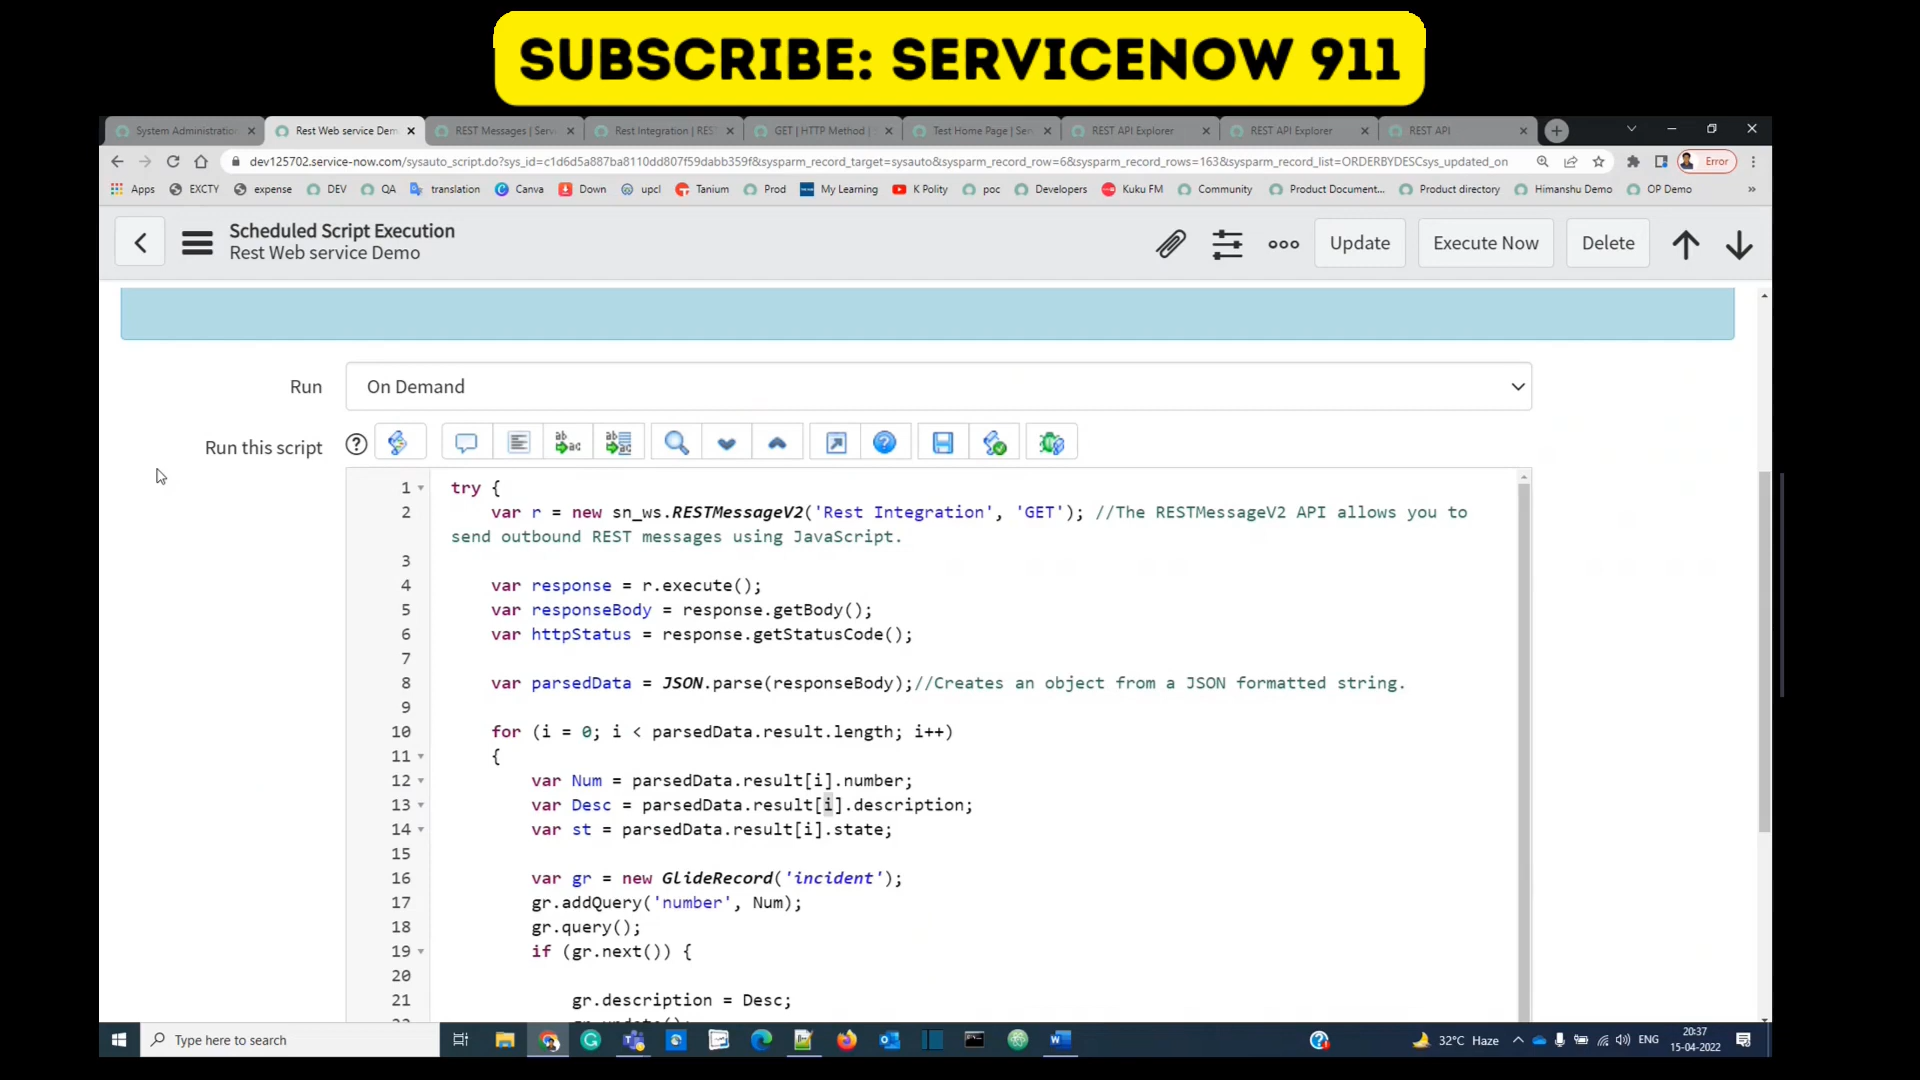 SUBSCRIBE: SERVICENOW 911
System Administratio
Rest Web service Dem
REST Messages | Serv
Rest Integration | RES
GET | HTTP Method |
Test Home Page | Ser
REST API Explorer
REST API Explorer
REST API
dev125702.service-now.com/sysauto_script.do?sys_id=c1d6d5a887ba8110dd807f59dabb359f&sysparm_record_target=sysauto&sysparm_record_row=6&sysparm_record_rows=163&sysparm_record_list=ORDERBYDESCsys_updated_on
Error
Apps
EXCTY
expense
DEV
QA
translation
Canva
Down
upcl
Tanium
Prod
My Learning
K Polity
poc
Developers
Kuku FM
Community
Product Document...
Product directory
Himanshu Demo
OP Demo
»
Scheduled Script Execution
Rest Web service Demo
Update
Execute Now
Delete
Run
On Demand
Run this script
1 try {
2 var r = new sn_ws.RESTMessageV2('Rest Integration', 'GET'); //The RESTMessageV2 API allows you to
send outbound REST messages using JavaScript.
3
4 var response = r.execute();
5 var responseBody = response.getBody();
6 var httpStatus = response.getStatusCode();
7
8 var parsedData = JSON.parse(responseBody);//Creates an object from a JSON formatted string.
9
10 for (i = 0; i < parsedData.result.length; i++)
11 {
12 var Num = parsedData.result[i].number;
13 var Desc = parsedData.result[i].description;
14 var st = parsedData.result[i].state;
15
16 var gr = new GlideRecord('incident');
17 gr.addQuery('number', Num);
18 gr.query();
19 if (gr.next()) {
20
21 gr.description = Desc;
Type here to search
32°C Haze
ENG
20:37
15-04-2022